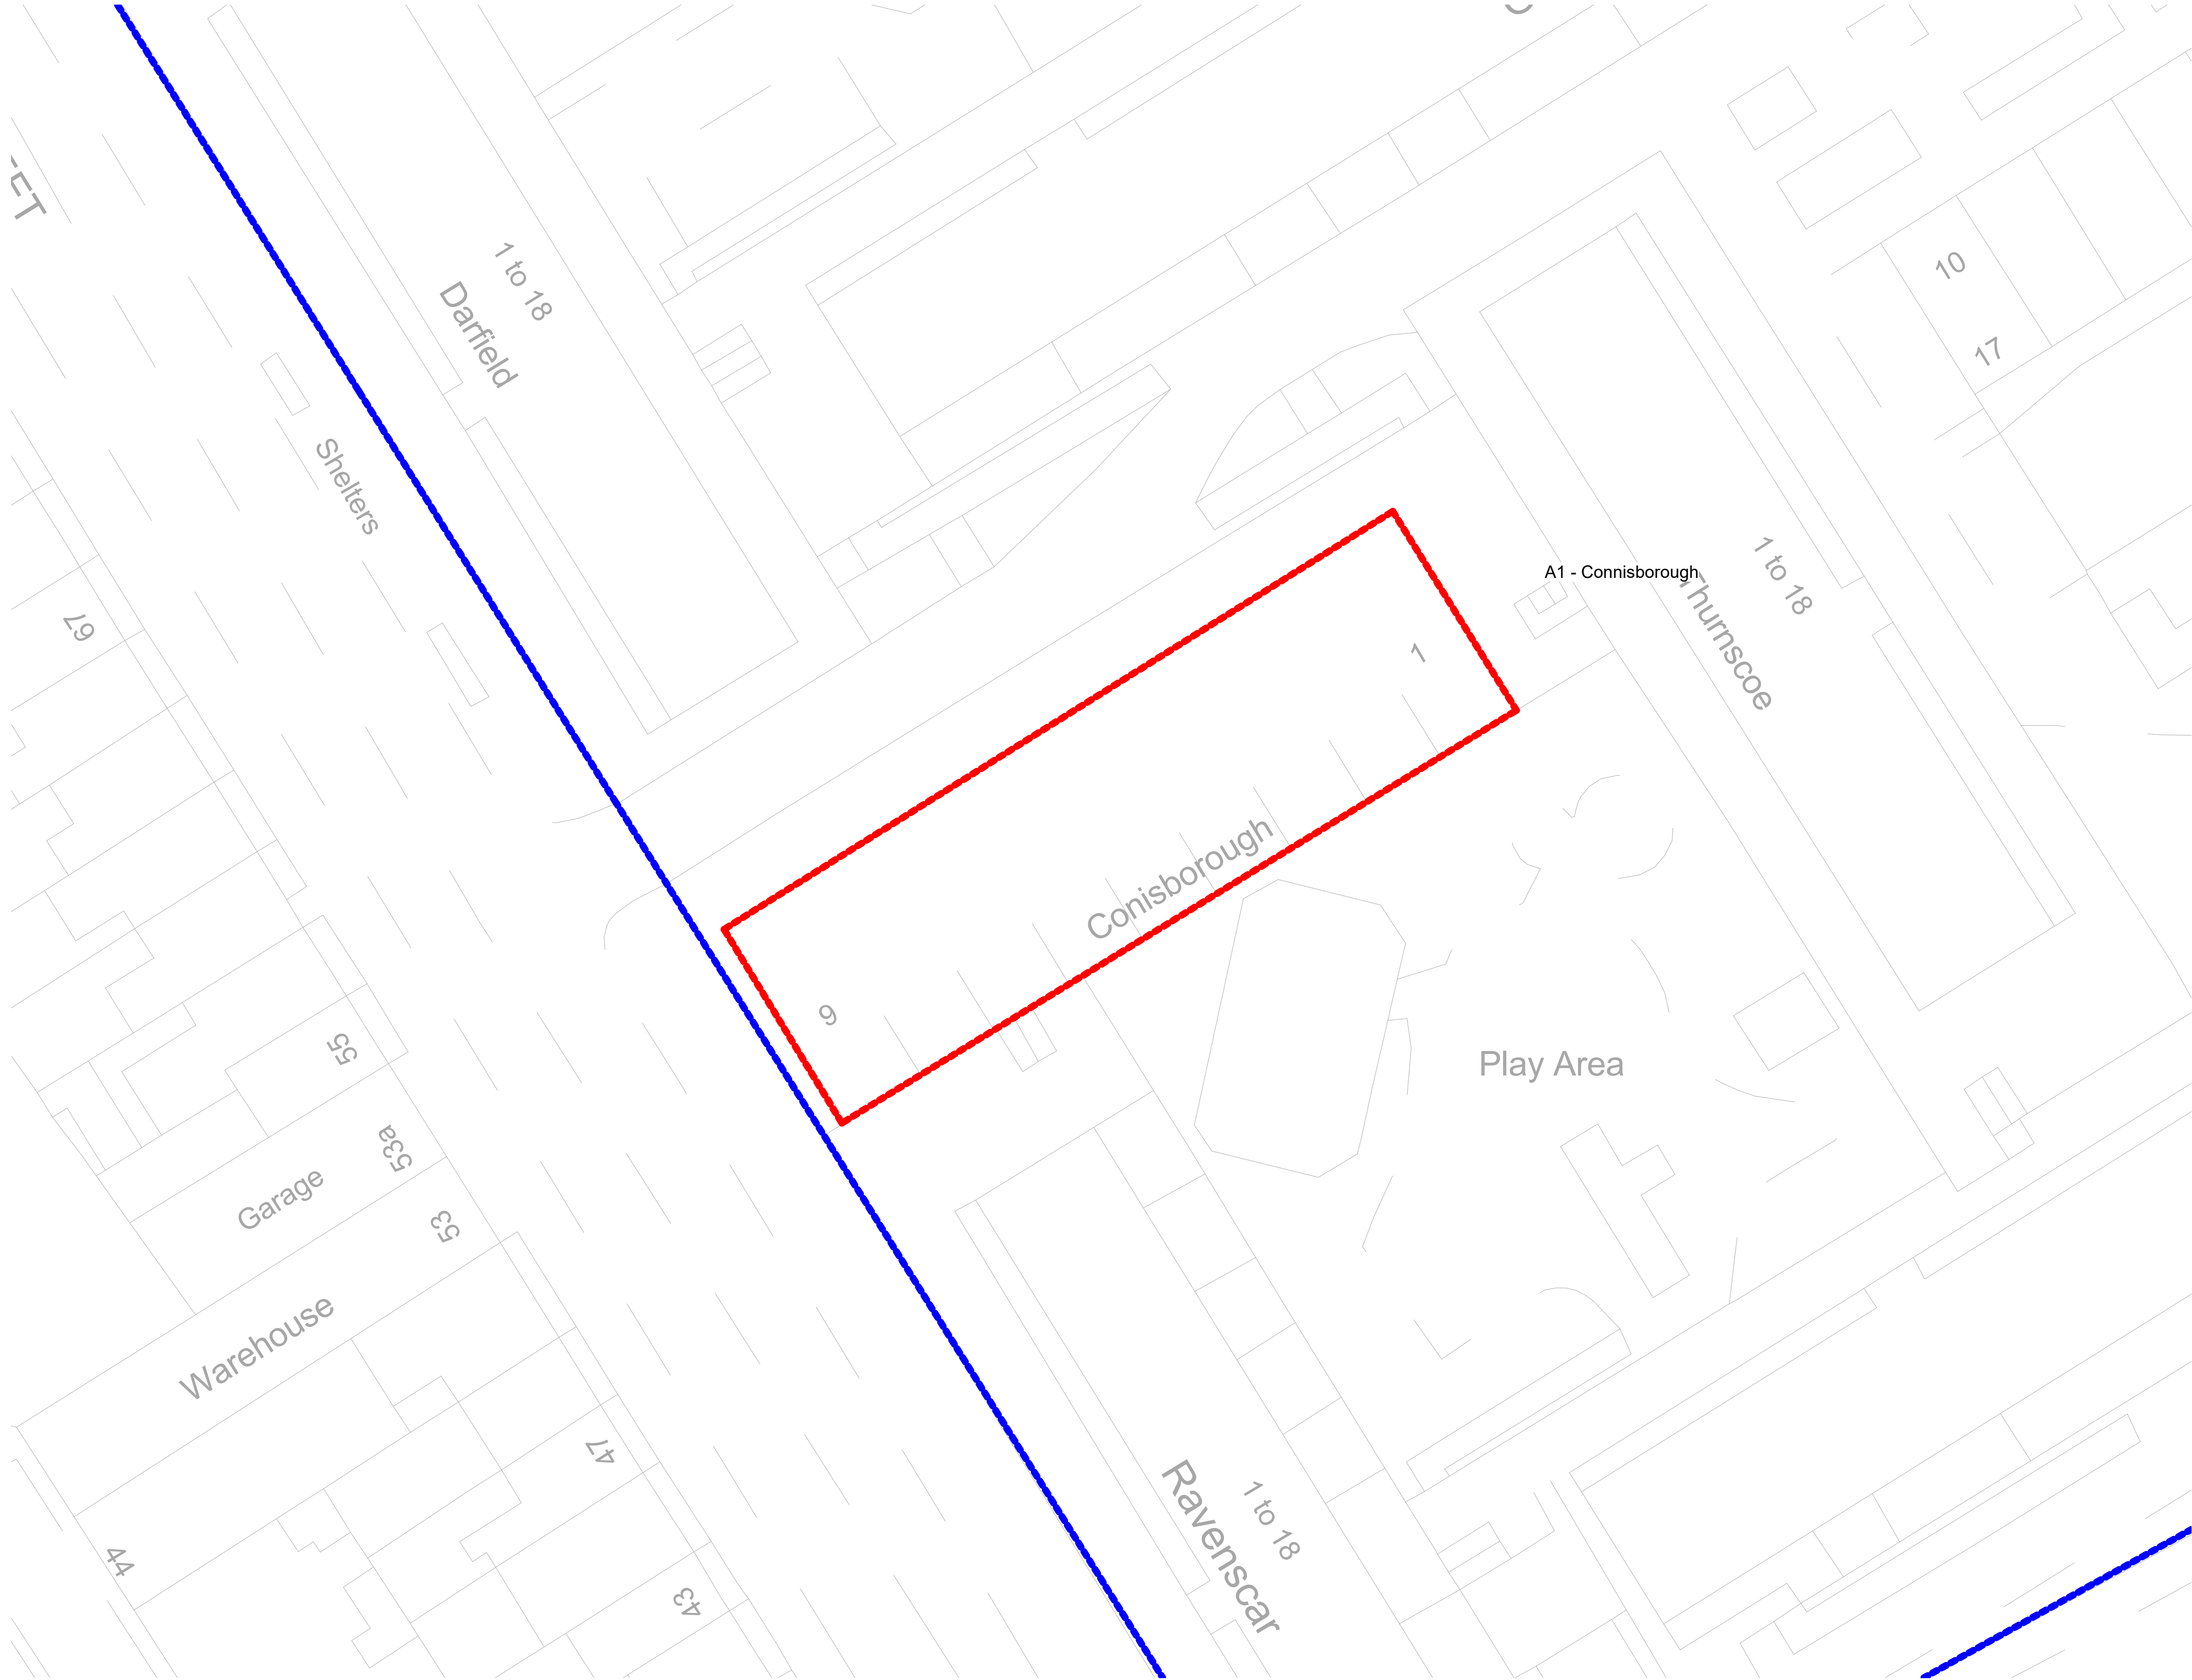 1 to 18
Darfield
10
17
Shelters
A1 - Connisborough
1 to 18
Thurnscoe
67
1
Conisborough
9
55
Play Area
53a
Garage
53
Warehouse
47
Ravenscar
1 to 18
44
43